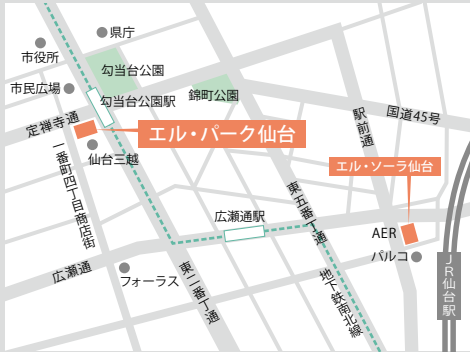 県庁
市役所
勾当台公園
市民広場
勾当台公園駅
錦町公園
国道45号
定禅寺通
エル・パーク仙台
駅前通
仙台三越
エル・ソーラ仙台
一番町四丁目商店街
東五番丁通
広瀬通駅
AER
パルコ
広瀬通
フォーラス
東二番丁通
地下鉄南北線
JR仙台駅